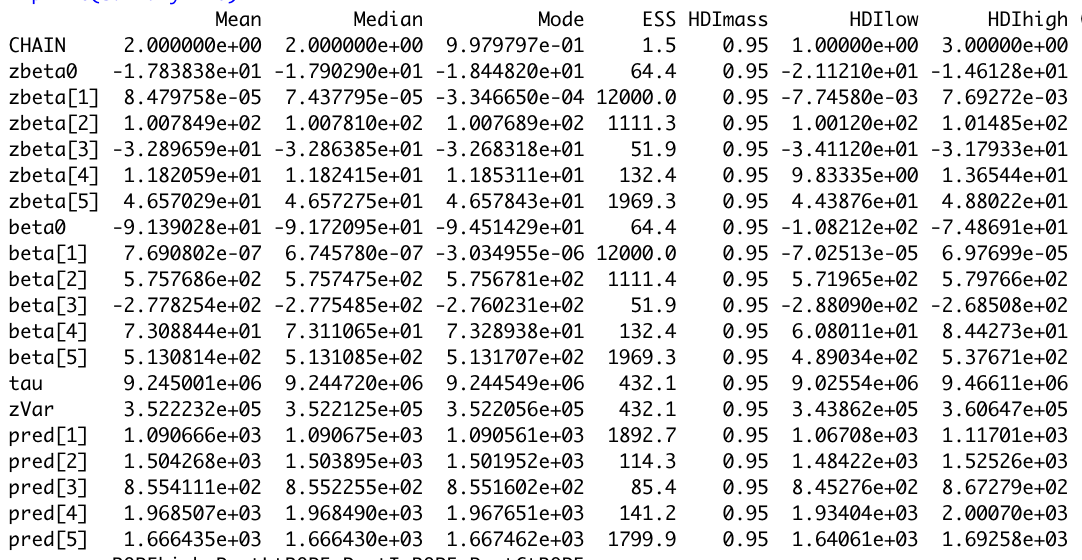 Mean Median Mode ESS HDImass HDIlow HDIhigh
CHAIN 2.000000e+00 2.000000e+00 9.979797e-01 1.5 0.95 1.00000e+00 3.00000e+00
zbeta0 -1.783838e+01 -1.790290e+01 -1.844820e+01 64.4 0.95 -2.11210e+01 -1.46128e+01
zbeta[1] 8.479758e-05 7.437795e-05 -3.346650e-04 12000.0 0.95 -7.74580e-03 7.69272e-03
zbeta[2] 1.007849e+02 1.007810e+02 1.007689e+02 1111.3 0.95 1.00120e+02 1.01485e+02
zbeta[3] -3.289659e+01 -3.286385e+01 -3.268318e+01 51.9 0.95 -3.41120e+01 -3.17933e+01
zbeta[4] 1.182059e+01 1.182415e+01 1.185311e+01 132.4 0.95 9.83335e+00 1.36544e+01
zbeta[5] 4.657029e+01 4.657275e+01 4.657843e+01 1969.3 0.95 4.43876e+01 4.88022e+01
beta0 -9.139028e+01 -9.172095e+01 -9.451429e+01 64.4 0.95 -1.08212e+02 -7.48691e+01
beta[1] 7.690802e-07 6.745780e-07 -3.034955e-06 12000.0 0.95 -7.02513e-05 6.97699e-05
beta[2] 5.757686e+02 5.757475e+02 5.756781e+02 1111.4 0.95 5.71965e+02 5.79766e+02
beta[3] -2.778254e+02 -2.775485e+02 -2.760231e+02 51.9 0.95 -2.88090e+02 -2.68508e+02
beta[4] 7.308844e+01 7.311065e+01 7.328938e+01 132.4 0.95 6.08011e+01 8.44273e+01
beta[5] 5.130814e+02 5.131085e+02 5.131707e+02 1969.3 0.95 4.89034e+02 5.37671e+02
tau 9.245001e+06 9.244720e+06 9.244549e+06 432.1 0.95 9.02554e+06 9.46611e+06
zVar 3.522232e+05 3.522125e+05 3.522056e+05 432.1 0.95 3.43862e+05 3.60647e+05
pred[1] 1.090666e+03 1.090675e+03 1.090561e+03 1892.7 0.95 1.06708e+03 1.11701e+03
pred[2] 1.504268e+03 1.503895e+03 1.501952e+03 114.3 0.95 1.48422e+03 1.52526e+03
pred[3] 8.554111e+02 8.552255e+02 8.551602e+02 85.4 0.95 8.45276e+02 8.67279e+02
pred[4] 1.968507e+03 1.968490e+03 1.967651e+03 141.2 0.95 1.93404e+03 2.00070e+03
pred[5] 1.666435e+03 1.666430e+03 1.667462e+03 1799.9 0.95 1.64061e+03 1.69258e+03